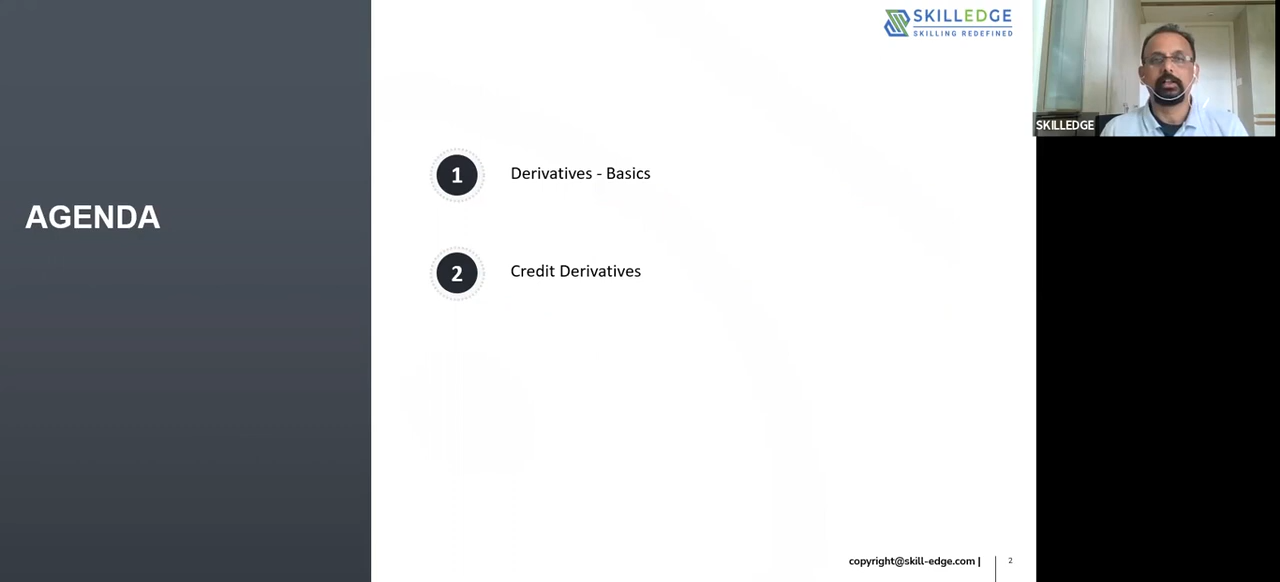 AGENDA
SKILLEDGE
SKILLING REDEFINED
1
Derivatives - Basics
2
Credit Derivatives
SKILLEDGE
copyright@skill-edge.com |
2